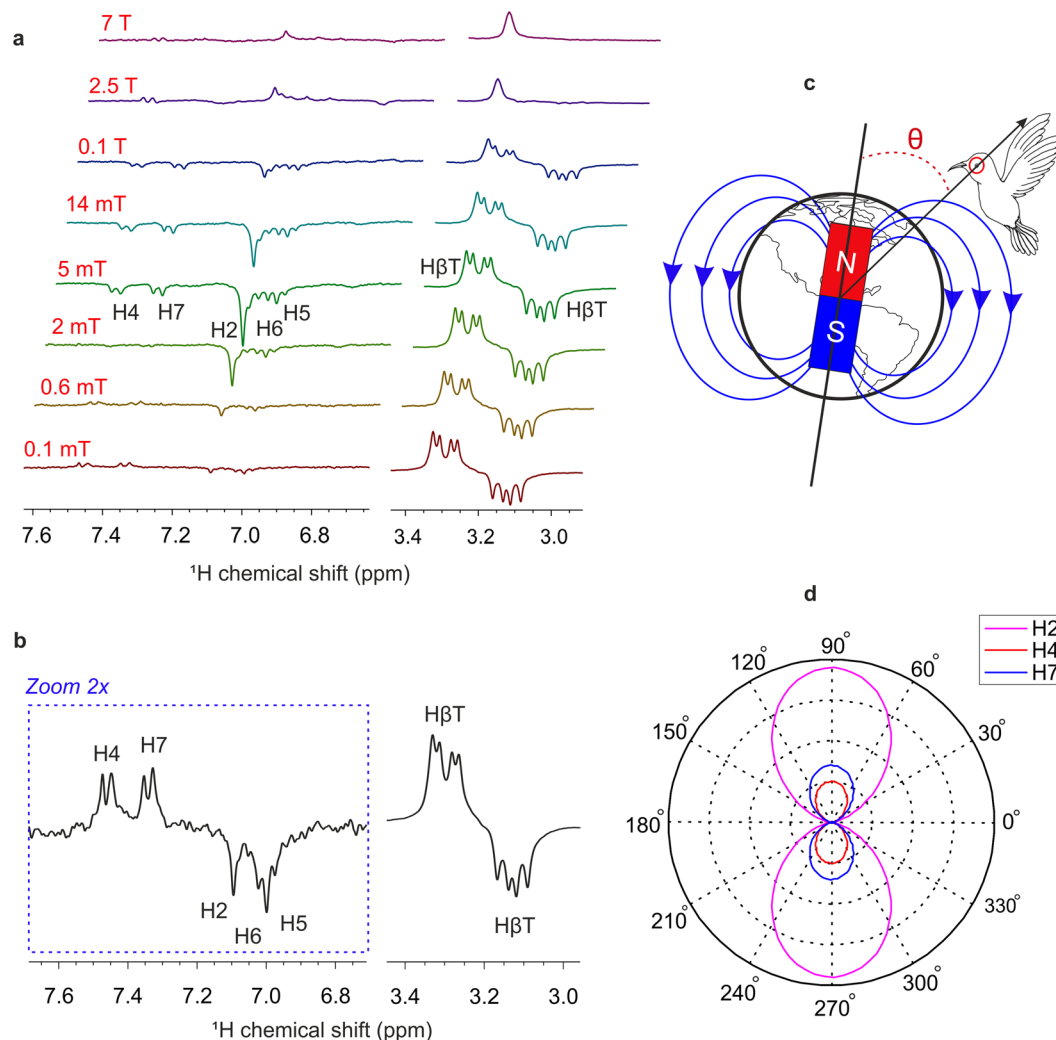 a
7 T
2.5 T
0.1 T
14 mT
5 mT
H4
H7
H2
H6
H5
HβT
HβT
2 mT
0.6 mT
0.1 mT
7.6 7.4 7.2 7.0 6.8
3.4 3.2 3.0
¹H chemical shift (ppm)
c
θ
N
S
b
Zoom 2x
H4
H7
H2
H6
H5
HβT
HβT
7.6 7.4 7.2 7.0 6.8
3.4 3.2 3.0
¹H chemical shift (ppm)
d
H2
H4
H7
90°
120° 60°
150° 30°
180° 0°
210° 330°
240° 300°
270°